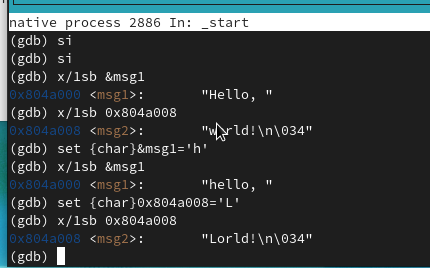 native process 2886 In: _start
(gdb) si
(gdb) si
(gdb) x/1sb &msg1
0x804a000 <msg1>: "Hello, "
(gdb) x/1sb 0x804a008
0x804a008 <msg2>: "world!\n\034"
(gdb) set {char}&msg1='h'
(gdb) x/1sb &msg1
0x804a000 <msg1>: "hello, "
(gdb) set {char}0x804a008='L'
(gdb) x/1sb 0x804a008
0x804a008 <msg2>: "Lorld!\n\034"
(gdb)